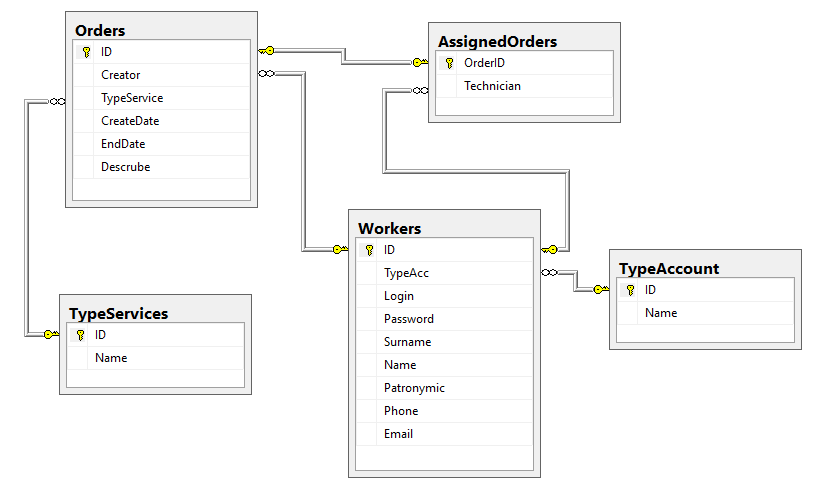 Orders
ID
Creator
TypeService
CreateDate
EndDate
Descrube
AssignedOrders
OrderID
Technician
Workers
ID
TypeAcc
Login
Password
Surname
Name
Patronymic
Phone
Email
TypeAccount
ID
Name
TypeServices
ID
Name